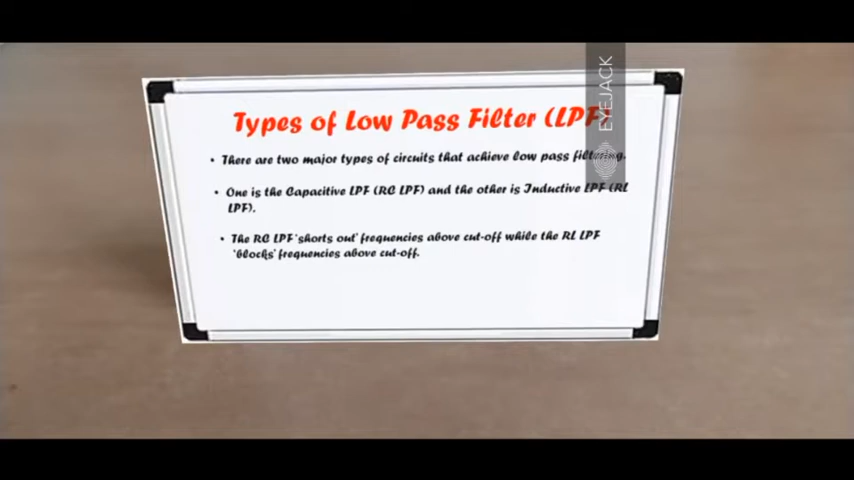 Types of Low Pass Filter (LPF)
• There are two major types of circuits that achieve low pass filtering.
• One is the Capacitive LPF (RC LPF) and the other is Inductive LPF (RL
LPF).
• The RC LPF 'shorts out' frequencies above cut-off while the RL LPF
'blocks' frequencies above cut-off.
EYEJACK